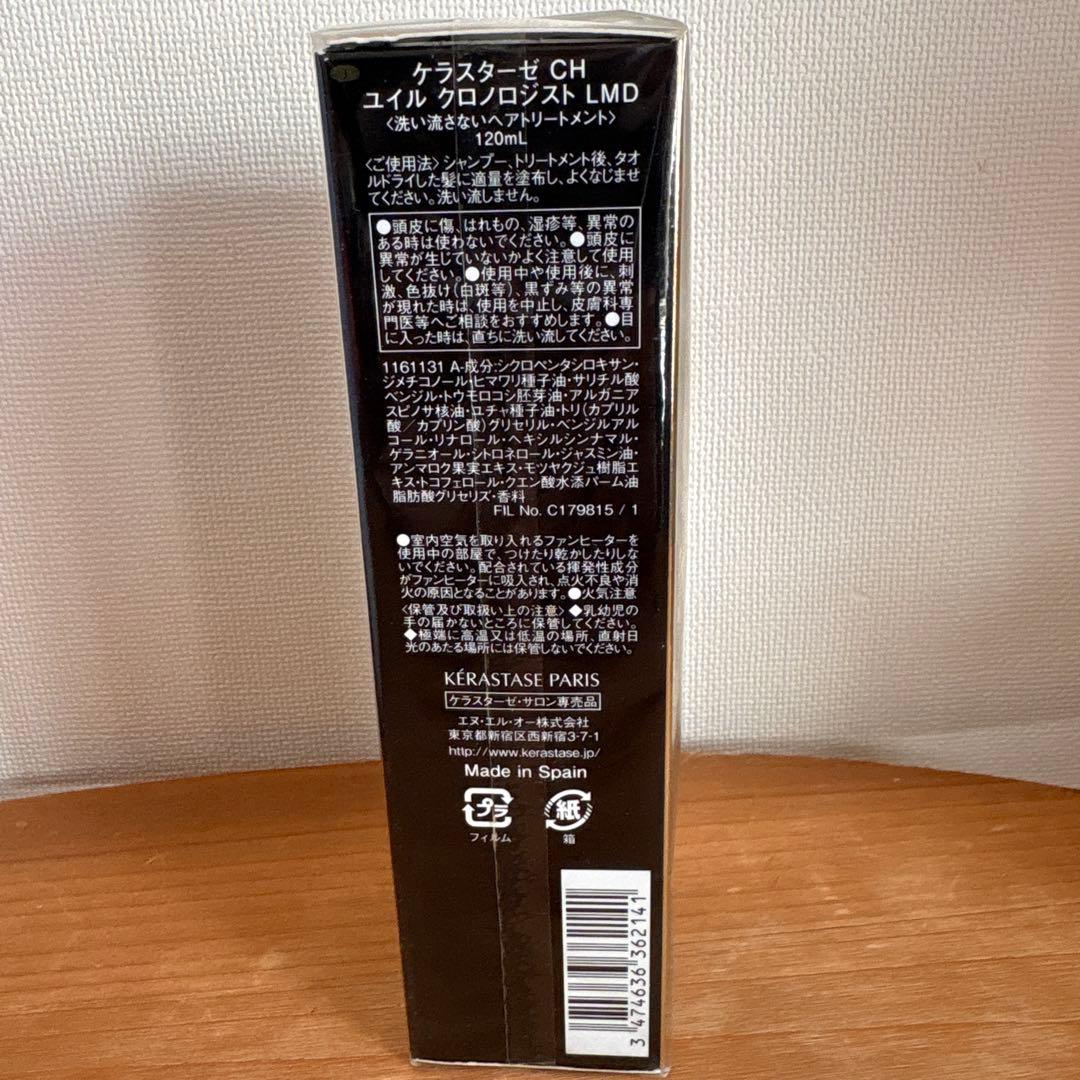 ケラスターゼ CH
ユイル クロノロジスト LMD
〈洗い流さないヘアトリートメント〉
120mL
〈ご使用法〉シャンプー、トリートメント後、タオ
ルドライした髪に適量を塗布し、よくなじませ
てください。洗い流しません。
●頭皮に傷、はれもの、湿疹等、異常の
ある時は使わないでください。●頭皮に
異常が生じていないかよく注意して使用
してください。●使用中や使用後に、刺
激、色抜け(白斑等)、黒ずみ等の異常
が現れた時は、使用を中止し、皮膚科専
門医等へご相談をおすすめします。●目
に入った時は、直ちに洗い流してください。
1161131 A-成分:シクロペンタシロキサン・
ジメチコノール・ヒマワリ種子油・サリチル酸
ベンジル・トウモロコシ胚芽油・アルガニア
スピノサ核油・ユチャ種子油・トリ(カプリル
酸/カプリン酸)グリセリル・ベンジルアル
コール・リナロール・ヘキシルシンナマル・
ゲラニオール・シトロネロール・ジャスミン油・
アンマロク果実エキス・モツヤクジュ樹脂エ
キス・トコフェロール・クエン酸水添パーム油
脂肪酸グリセリズ・香料
FIL No. C179815 / 1
●室内空気を取り入れるファンヒーターを
使用中の部屋で、つけたり乾かしたりしな
いでください。配合されている揮発性成分
がファンヒーターに吸入され、点火不良や消
火の原因となることがあります。●火気注意
〈保管及び取扱い上の注意〉◆乳幼児の
手の届かないところに保管してください。
◆極端に高温又は低温の場所、直射日
光のあたる場所には保管しないでください。
KÉRASTASE PARIS
ケラスターゼ・サロン専売品
エヌ・エル・オー株式会社
東京都新宿区西新宿3-7-1
http://www.kerastase.jp/
Made in Spain
プラ 紙
フィルム 箱
3 474636 362141